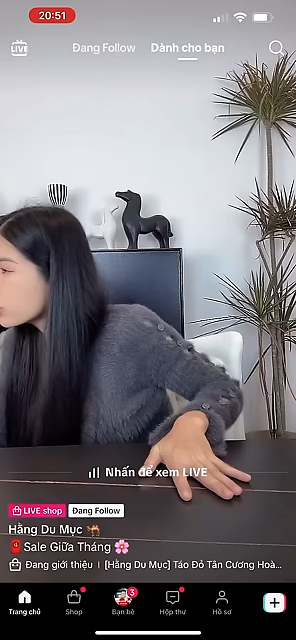 20:51
LIVE
Đang Follow
Dành cho bạn
Nhấn để xem LIVE
LIVE shop
Đang Follow
Hằng Du Mục 🐫
🧧Sale Giữa Tháng 🌸
Đang giới thiệu | [Hằng Du Mục] Táo Đỏ Tân Cương Hoà...
Trang chủ
Shop
3
Bạn bè
Hộp thư
Hồ sơ